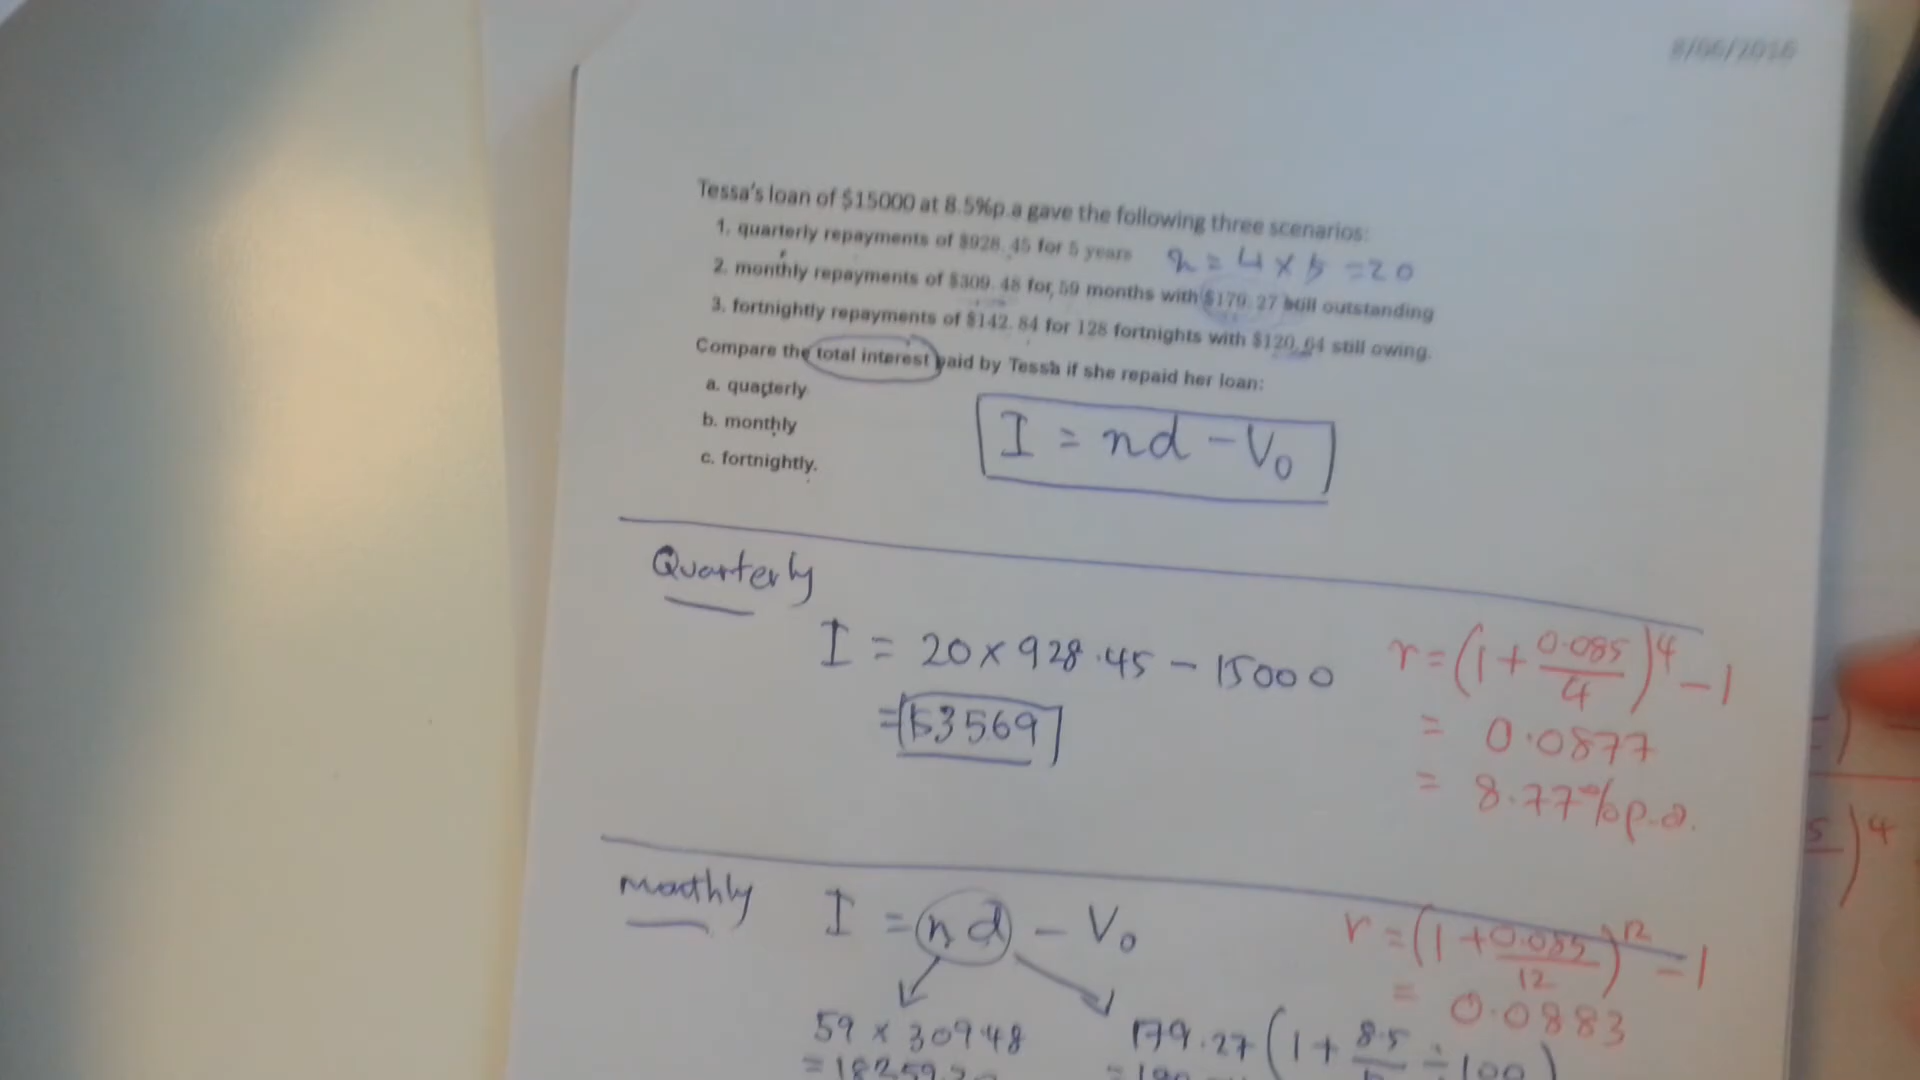 8/06/2016
Tessa's loan of $15000 at 8.5%p.a gave the following three scenarios:
1. quarterly repayments of $928.45 for 5 years n = 4 × 5 = 20
2. monthly repayments of $309.48 for 59 months with $179.27 still outstanding
3. fortnightly repayments of $142.84 for 128 fortnights with $120.64 still owing.
Compare the total interest paid by Tessa if she repaid her loan:
a. quarterly
b. monthly
c. fortnightly.
I = nd - V₀
Quarterly
I = 20 × 928.45 - 15000
= $3569
r = (1 + 0.085/4)^4 - 1
= 0.0877
= 8.77% p.a.
)^4
Monthly I = nd - V₀
r = (1 + 0.085/12)^12 - 1
= 0.0883
59 × 309.48
179.27 (1 + 8.5/ ÷ 100)